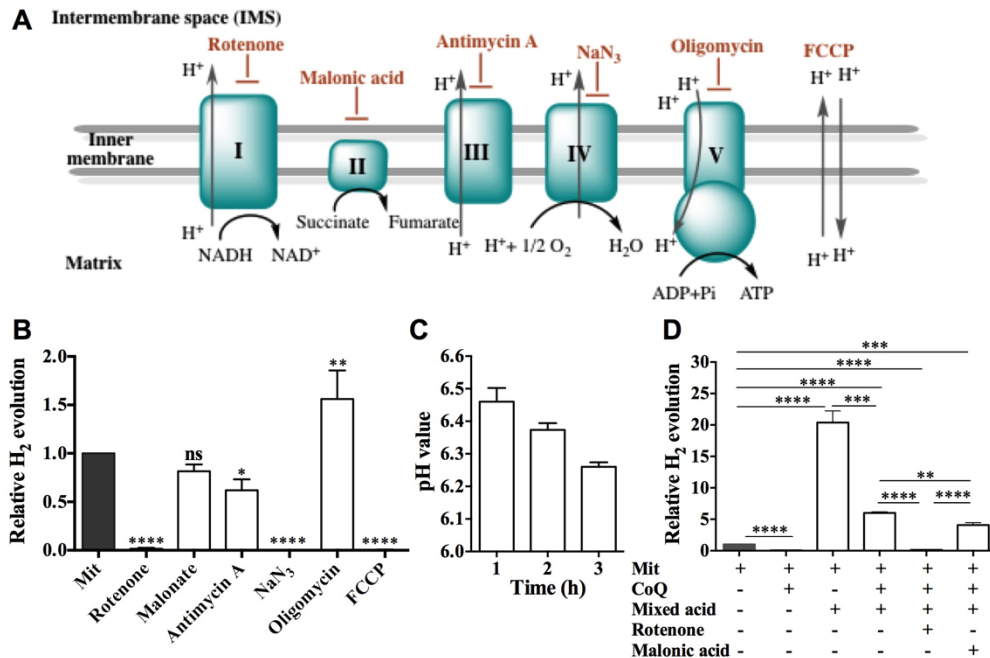 A
Intermembrane space (IMS)
Rotenone
Malonic acid
Antimycin A
NaN3
Oligomycin
FCCP
H+
H+
H+
H+
H+ H+
Inner
membrane
I
II
III
IV
V
H+
NADH
NAD+
Succinate
Fumarate
H+
H+ + 1/2 O2
H2O
H+
ADP+Pi
ATP
H+ H+
Matrix
B
Relative H2 evolution
2.0
1.5
1.0
0.5
0.0
****
ns
*
****
**
****
Mit
Rotenone
Malonate
Antimycin A
NaN3
Oligomycin
FCCP
C
pH value
6.6
6.5
6.4
6.3
6.2
6.1
6.0
1 2 3
Time (h)
D
Relative H2 evolution
30
25
20
15
10
5
0
***
****
****
**** ***
**
**** ****
****
Mit + + + + + +
CoQ - + - + + +
Mixed acid - - + + + +
Rotenone - - - - + -
Malonic acid - - - - - +